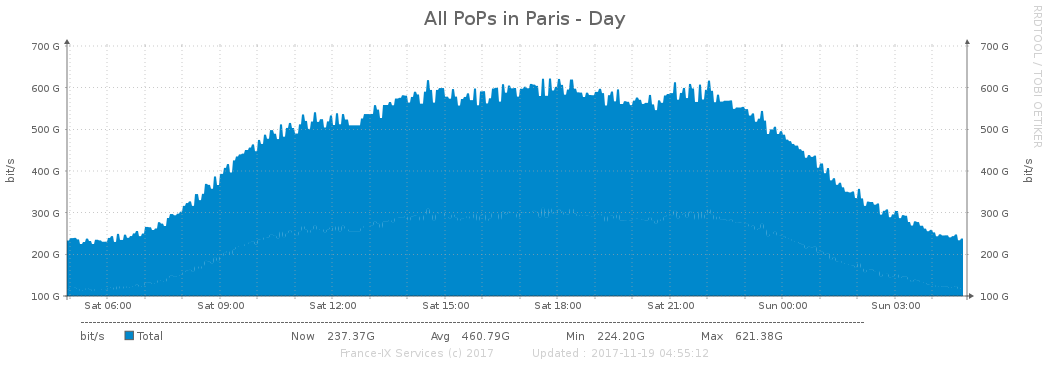 All PoPs in Paris - Day
RRDTOOL / TOBI OETIKER
bit/s
700 G
600 G
500 G
400 G
300 G
200 G
100 G
700 G
600 G
500 G
400 G
300 G
200 G
100 G
bit/s
Sat 06:00 Sat 09:00 Sat 12:00 Sat 15:00 Sat 18:00 Sat 21:00 Sun 00:00 Sun 03:00
bit/s Total Now 237.37G Avg 460.79G Min 224.20G Max 621.38G
France-IX Services (c) 2017 Updated : 2017-11-19 04:55:12